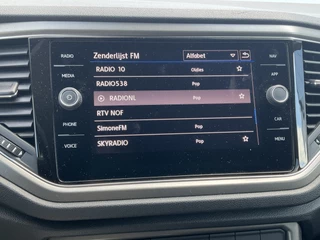 Zenderlijst FM Alfabet
RADIO
MEDIA
PHONE
VOICE
RADIO 10 Oldies
RADIO538 Pop
RADIONL Pop
RTV NOF
SimoneFM Pop
SKYRADIO Pop
NAV
APP
CAR
MENU